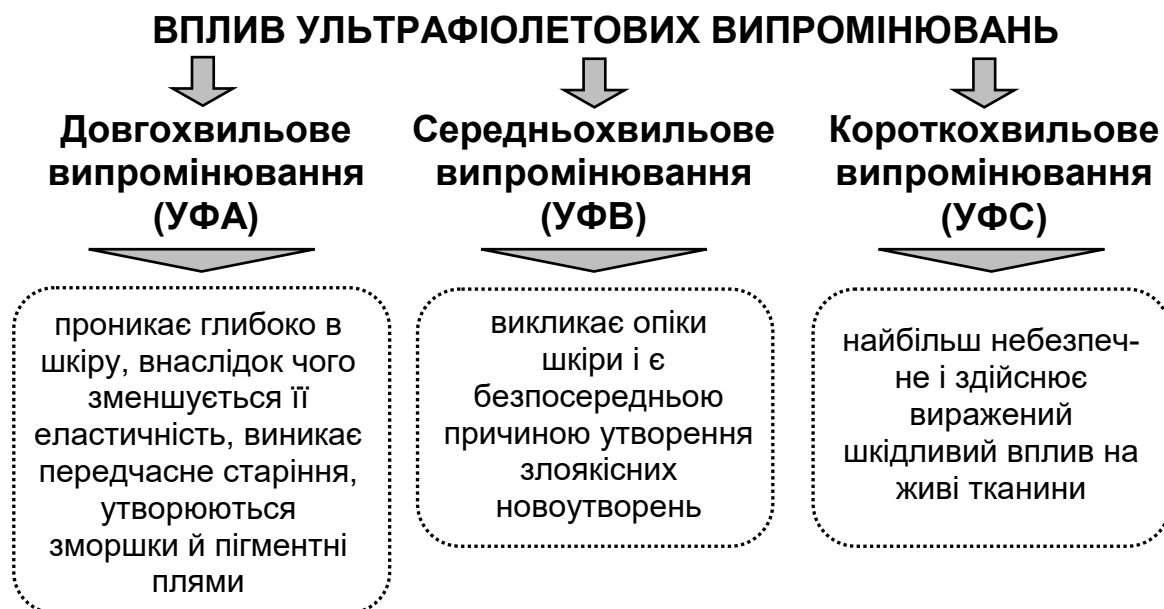 ВПЛИВ УЛЬТРАФІОЛЕТОВИХ ВИПРОМІНЮВАНЬ
Довгохвильове
випромінювання
(УФА)
проникає глибоко в
шкіру, внаслідок чого
зменшується її
еластичність, виникає
передчасне старіння,
утворюються
зморшки й пігментні
плями
Середньохвильове
випромінювання
(УФВ)
викликає опіки
шкіри і є
безпосередньою
причиною утворення
злоякісних
новоутворень
Короткохвильове
випромінювання
(УФС)
найбільш небезпеч-
не і здійснює
виражений
шкідливий вплив на
живі тканини